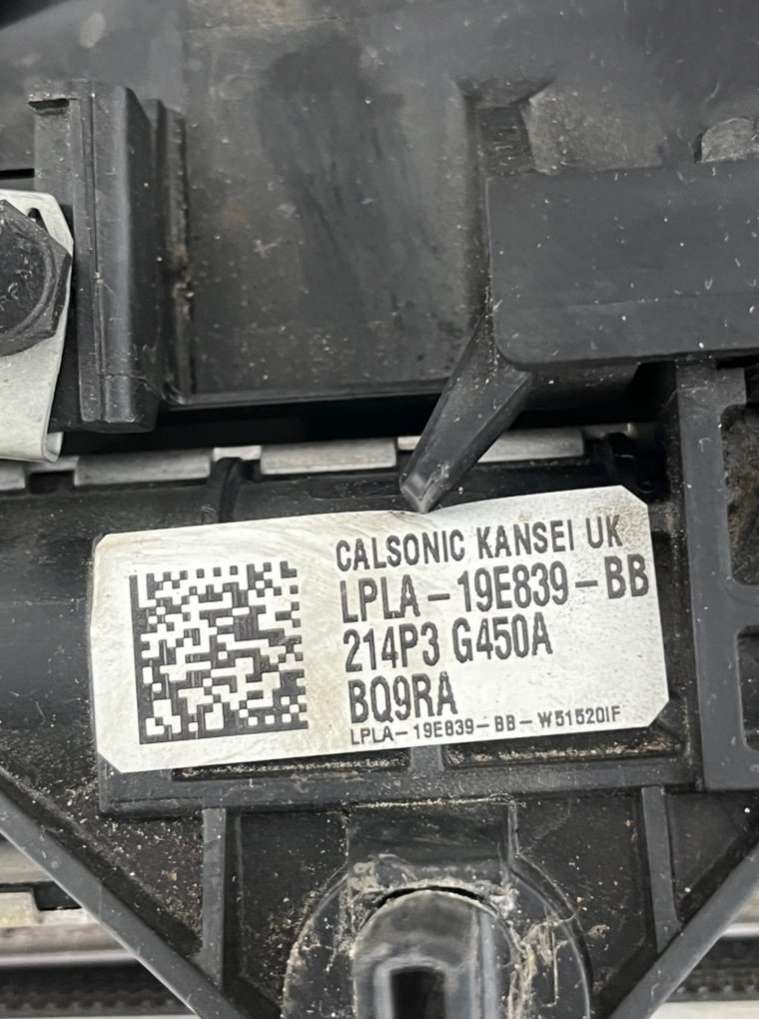 CALSONIC KANSEI UK
LPLA-19E839-BB
214P3 G450A
BQ9RA
LPLA-19E839-BB-W51520IF